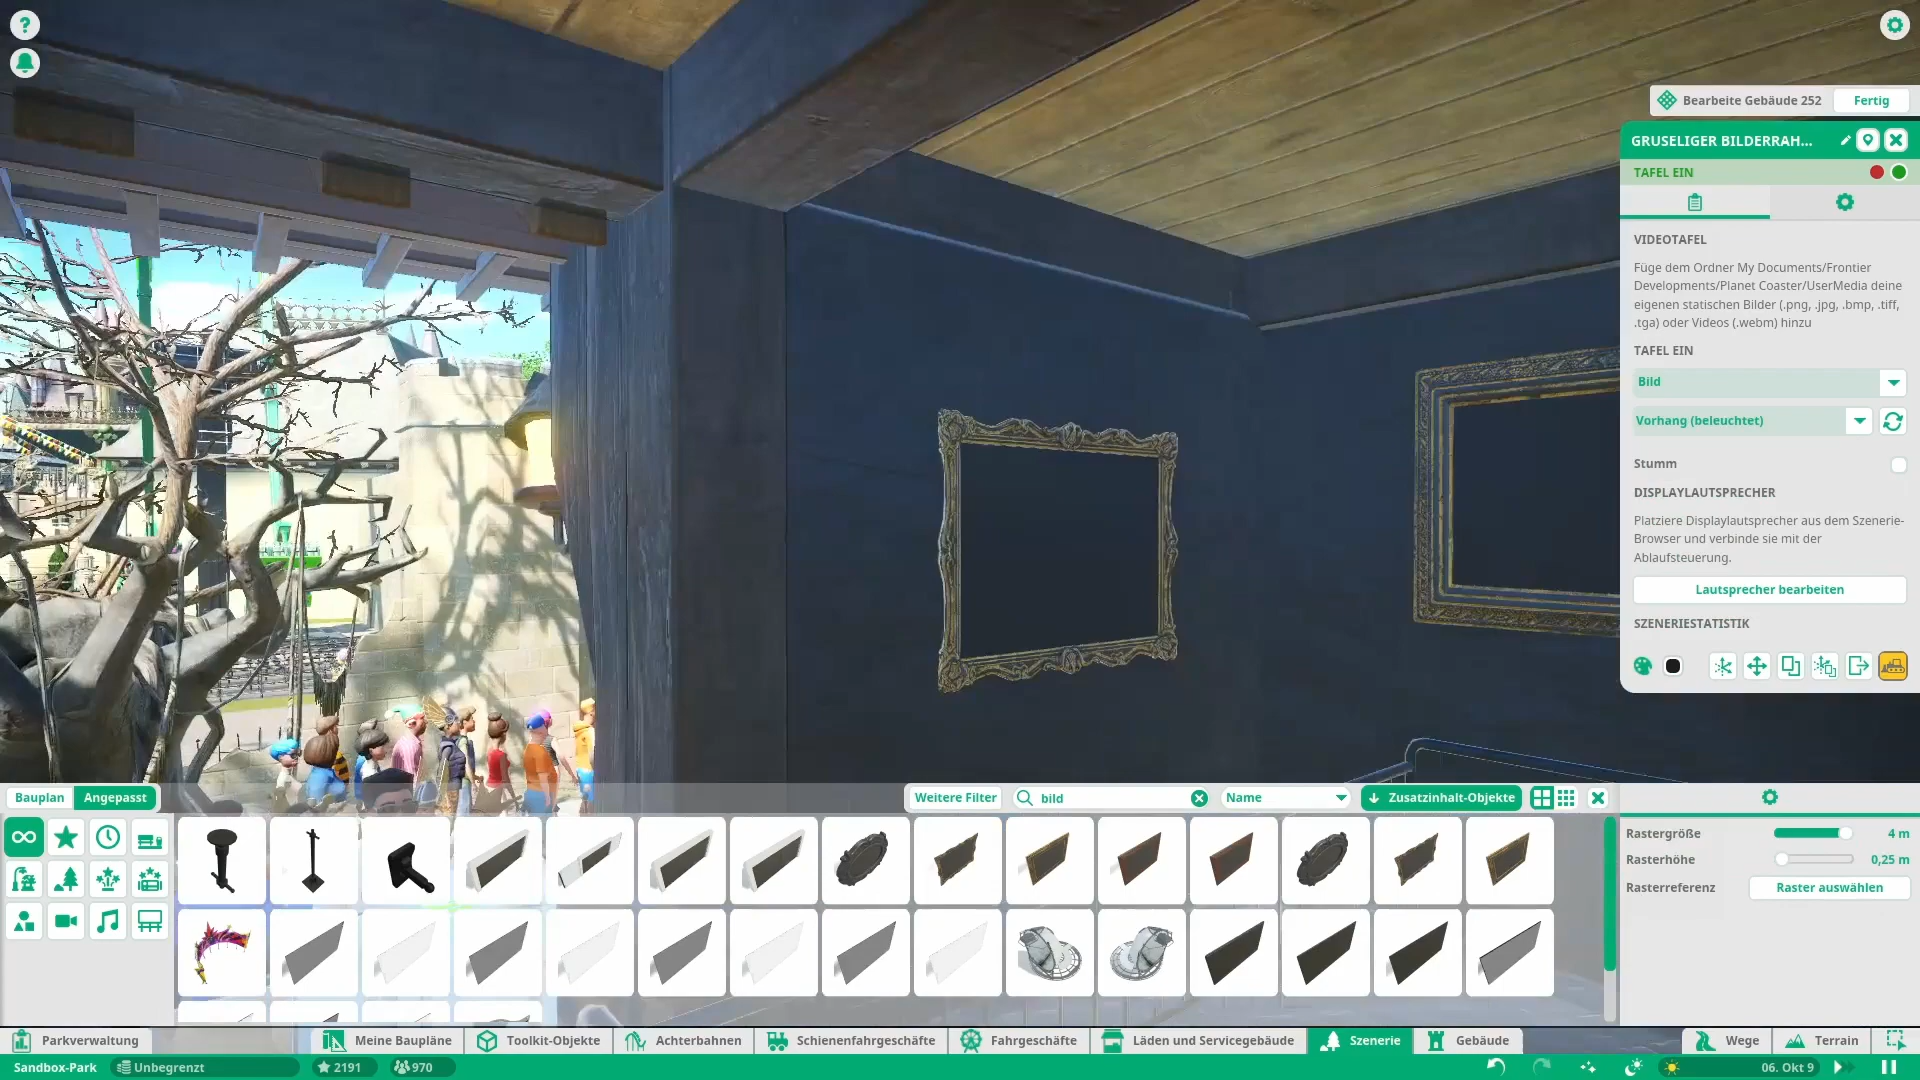 ?
Bearbeite Gebäude 252
Fertig
GRUSELIGER BILDERRAH...
TAFEL EIN
VIDEOTAFEL
Füge dem Ordner My Documents/Frontier
Developments/Planet Coaster/UserMedia deine
eigenen statischen Bilder (.png, .jpg, .bmp, .tiff,
.tga) oder Videos (.webm) hinzu
TAFEL EIN
Bild
Vorhang (beleuchtet)
Stumm
DISPLAYLAUTSPRECHER
Platziere Displaylautsprecher aus dem Szenerie-
Browser und verbinde sie mit der
Ablaufsteuerung.
Lautsprecher bearbeiten
SZENERIESTATISTIK
Bauplan
Angepasst
Weitere Filter
bild
Name
Zusatzinhalt-Objekte
Rastergröße
4 m
Rasterhöhe
0,25 m
Rasterreferenz
Raster auswählen
Parkverwaltung
Meine Baupläne
Toolkit-Objekte
Achterbahnen
Schienenfahrgeschäfte
Fahrgeschäfte
Läden und Servicegebäude
Szenerie
Gebäude
Wege
Terrain
Sandbox-Park
Unbegrenzt
2191
970
06. Okt 9